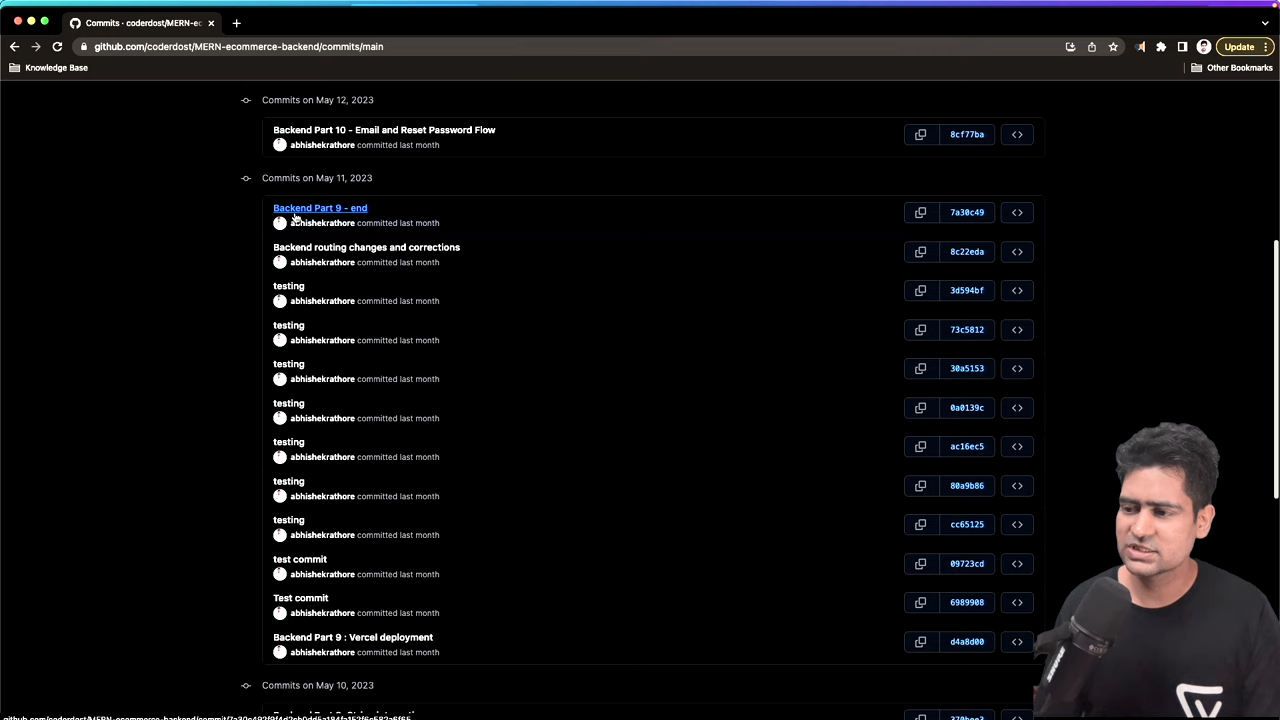 Commits · coderdost/MERN-ec
github.com/coderdost/MERN-ecommerce-backend/commits/main
Update
Knowledge Base
Other Bookmarks
Commits on May 12, 2023
Backend Part 10 - Email and Reset Password Flow
8cf77ba
abhishekrathore committed last month
Commits on May 11, 2023
Backend Part 9 - end
7a30c49
abhishekrathore committed last month
Backend routing changes and corrections
8c22eda
abhishekrathore committed last month
testing
3d594bf
abhishekrathore committed last month
testing
73c5812
abhishekrathore committed last month
testing
30a5153
abhishekrathore committed last month
testing
0a0139c
abhishekrathore committed last month
testing
ac16ec5
abhishekrathore committed last month
testing
80a9b86
abhishekrathore committed last month
testing
cc65125
abhishekrathore committed last month
test commit
09723cd
abhishekrathore committed last month
Test commit
6989908
abhishekrathore committed last month
Backend Part 9 : Vercel deployment
d4a8d00
abhishekrathore committed last month
Commits on May 10, 2023